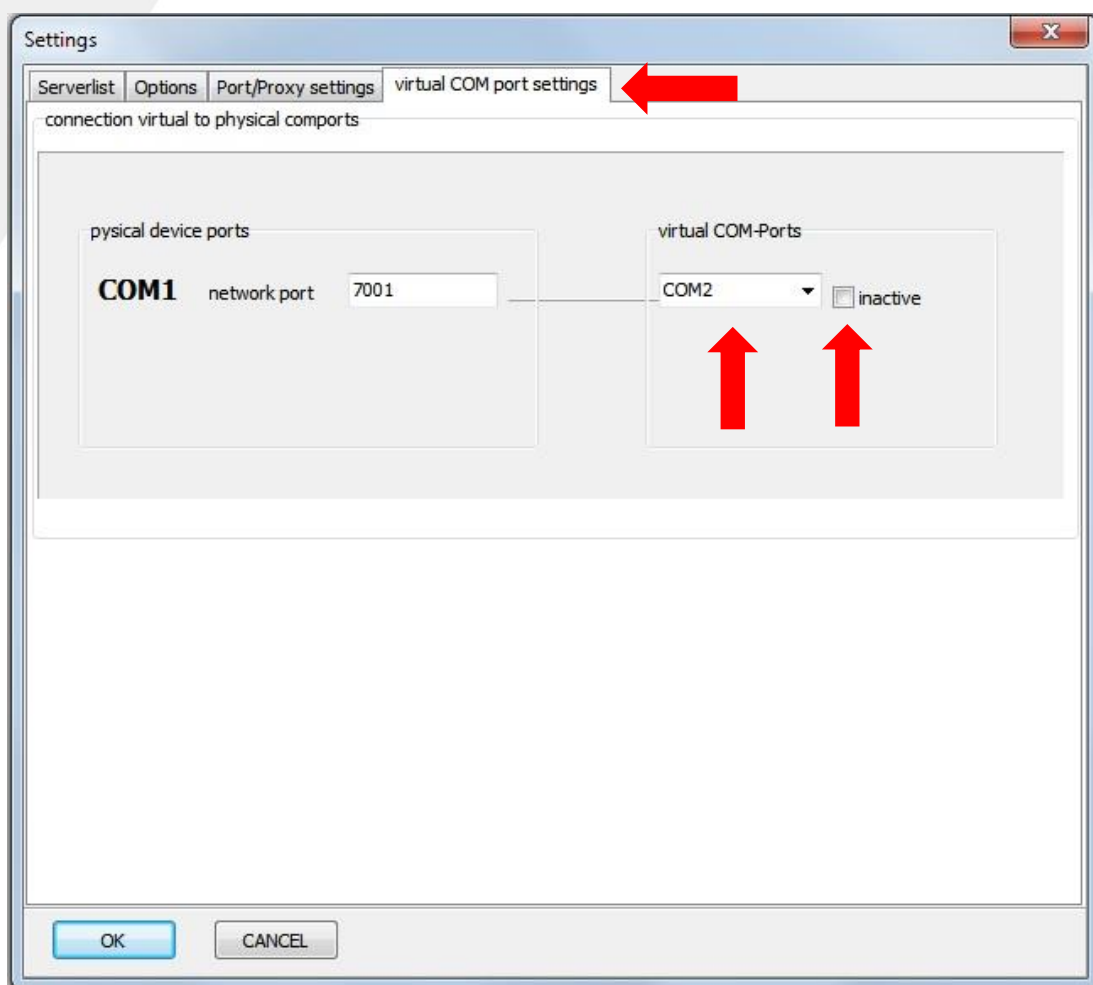 Settings
X
Serverlist Options Port/Proxy settings virtual COM port settings
connection virtual to physical comports
pysical device ports virtual COM-Ports
COM1 network port 7001 COM2 inactive
OK CANCEL